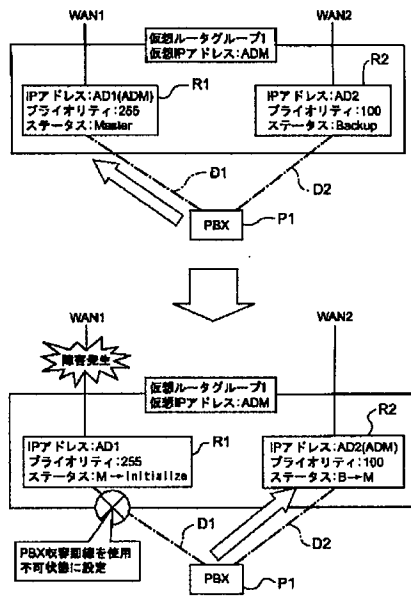 WAN1
WAN2
仮想ルータグループ1
仮想IPアドレス:ADM
R1
R2
IPアドレス:AD1(ADM)
プライオリティ:255
ステータス:Master
IPアドレス:AD2
プライオリティ:100
ステータス:Backup
D1
D2
PBX
P1
WAN1
WAN2
障害発生
仮想ルータグループ1
仮想IPアドレス:ADM
R1
R2
IPアドレス:AD1
プライオリティ:255
ステータス:M→Initialize
IPアドレス:AD2(ADM)
プライオリティ:100
ステータス:B→M
D1
D2
PBX収容回線を使用
不可状態に設定
PBX
P1